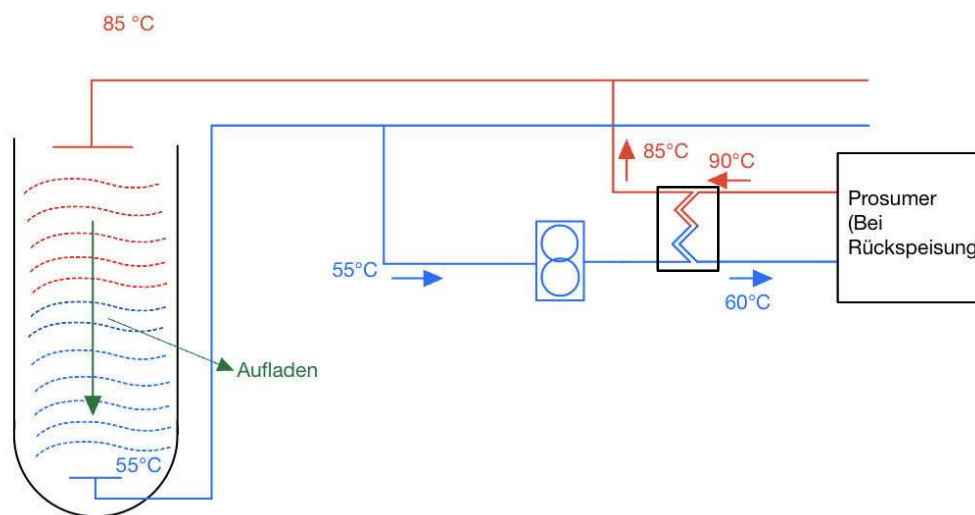 85 °C
85°C
90°C
Prosumer
(Bei
Rückspeisung)
55°C
60°C
Aufladen
55°C